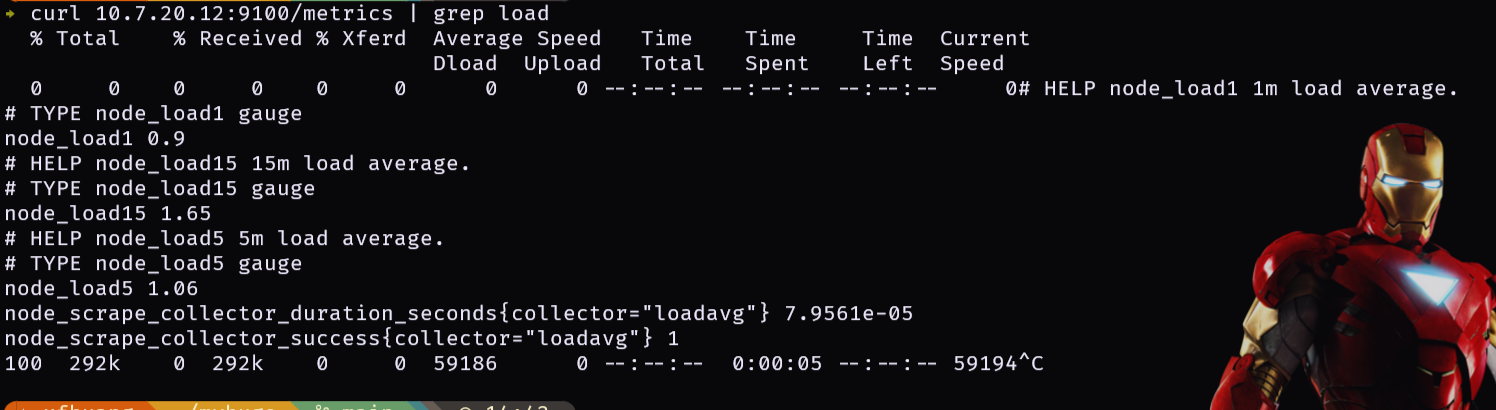 → curl 10.7.20.12:9100/metrics | grep load
  % Total    % Received % Xferd  Average Speed   Time    Time     Time  Current
                                 Dload  Upload   Total   Spent    Left  Speed
  0     0    0     0    0     0      0      0 --:--:-- --:--:-- --:--:--     0# HELP node_load1 1m load average.
# TYPE node_load1 gauge
node_load1 0.9
# HELP node_load15 15m load average.
# TYPE node_load15 gauge
node_load15 1.65
# HELP node_load5 5m load average.
# TYPE node_load5 gauge
node_load5 1.06
node_scrape_collector_duration_seconds{collector="loadavg"} 7.9561e-05
node_scrape_collector_success{collector="loadavg"} 1
100  292k    0  292k    0     0  59186      0 --:--:--  0:00:05 --:--:-- 59194^C